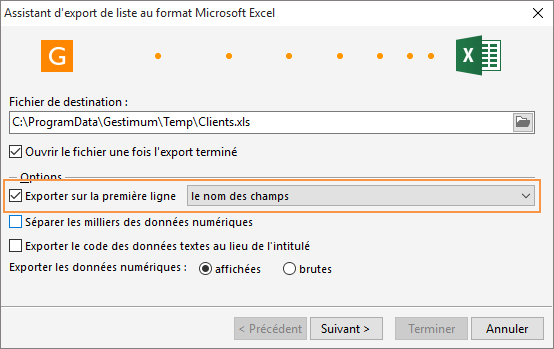 Assistant d'export de liste au format Microsoft Excel
G
X
Fichier de destination :
C:\ProgramData\Gestimum\Temp\Clients.xls
Ouvrir le fichier une fois l'export terminé
Options
Exporter sur la première ligne le nom des champs
Séparer les milliers des données numériques
Exporter le code des données textes au lieu de l'intitulé
Exporter les données numériques : affichées brutes
< Précédent Suivant > Terminer Annuler